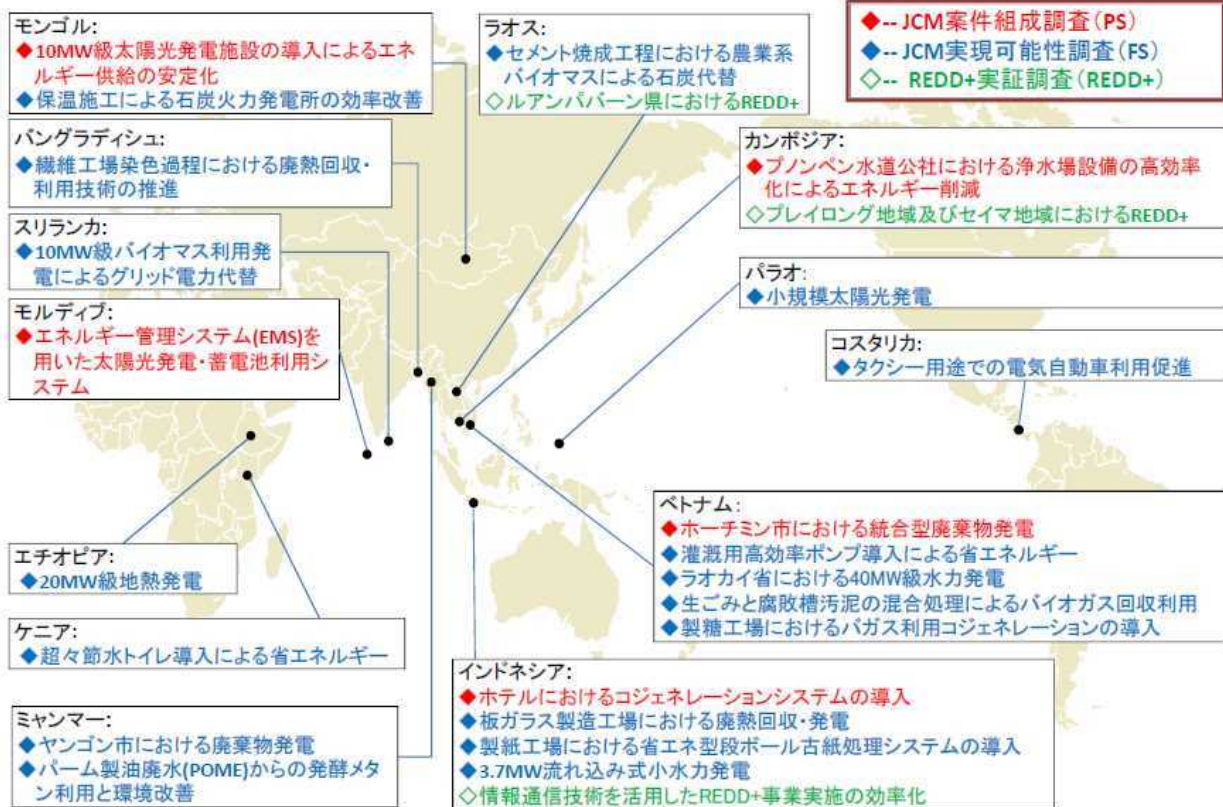 モンゴル:
◆10MW級太陽光発電施設の導入によるエネ
ルギー供給の安定化
◆保温施工による石炭火力発電所の効率改善
バングラディシュ:
◆繊維工場染色過程における廃熱回収・
利用技術の推進
スリランカ:
◆10MW級バイオマス利用発
電によるグリッド電力代替
モルディブ:
◆エネルギー管理システム(EMS)を
用いた太陽光発電・蓄電池利用シ
ステム
エチオピア:
◆20MW級地熱発電
ケニア:
◆超々節水トイレ導入による省エネルギー
ミャンマー:
◆ヤンゴン市における廃棄物発電
◆パーム製油廃水(POME)からの発酵メタ
ン利用と環境改善
ラオス:
◆セメント焼成工程における農業系
バイオマスによる石炭代替
◇ルアンパバーン県におけるREDD+
◆-- JCM案件組成調査(PS)
◆-- JCM実現可能性調査(FS)
◇-- REDD+実証調査(REDD+)
カンボジア:
◆プノンペン水道公社における浄水場設備の高効率
化によるエネルギー削減
◇プレイロング地域及びセイマ地域におけるREDD+
パラオ:
◆小規模太陽光発電
コスタリカ:
◆タクシー用途での電気自動車利用促進
ベトナム:
◆ホーチミン市における統合型廃棄物発電
◆灌漑用高効率ポンプ導入による省エネルギー
◆ラオカイ省における40MW級水力発電
◆生ごみと腐敗槽汚泥の混合処理によるバイオガス回収利用
◆製糖工場におけるバガス利用コジェネレーションの導入
インドネシア:
◆ホテルにおけるコジェネレーションシステムの導入
◆板ガラス製造工場における廃熱回収・発電
◆製紙工場における省エネ型段ボール古紙処理システムの導入
◆3.7MW流れ込み式小水力発電
◇情報通信技術を活用したREDD+事業実施の効率化